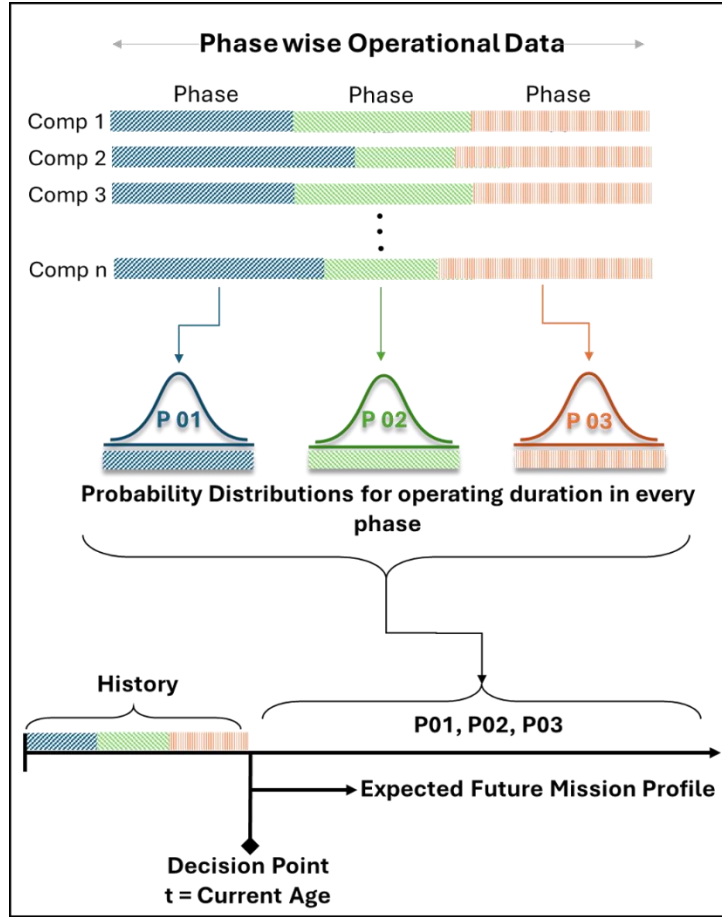 Phase wise Operational Data
Phase Phase Phase
Comp 1
Comp 2
Comp 3
Comp n
P 01 P 02 P 03
Probability Distributions for operating duration in every
phase
History
P01, P02, P03
Expected Future Mission Profile
Decision Point
t = Current Age